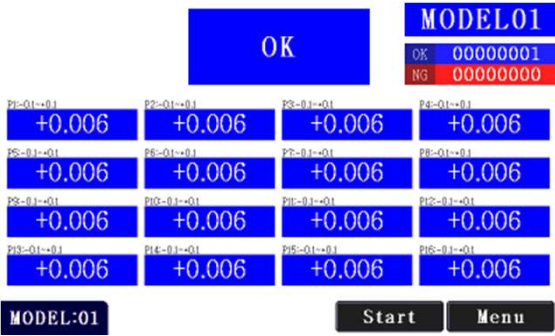 OK
MODEL01
OK 00000001
NG 00000000
P1:-0.1~+0.1 P2:-0.1~+0.1 P3:-0.1~+0.1 P4:-0.1~+0.1
+0.006 +0.006 +0.006 +0.006
P5:-0.1~+0.1 P6:-0.1~+0.1 P7:-0.1~+0.1 P8:-0.1~+0.1
+0.006 +0.006 +0.006 +0.006
P9:-0.1~+0.1 P10:-0.1~+0.1 P11:-0.1~+0.1 P12:-0.1~+0.1
+0.006 +0.006 +0.006 +0.006
P13:-0.1~+0.1 P14:-0.1~+0.1 P15:-0.1~+0.1 P16:-0.1~+0.1
+0.006 +0.006 +0.006 +0.006
MODEL:01 Start Menu